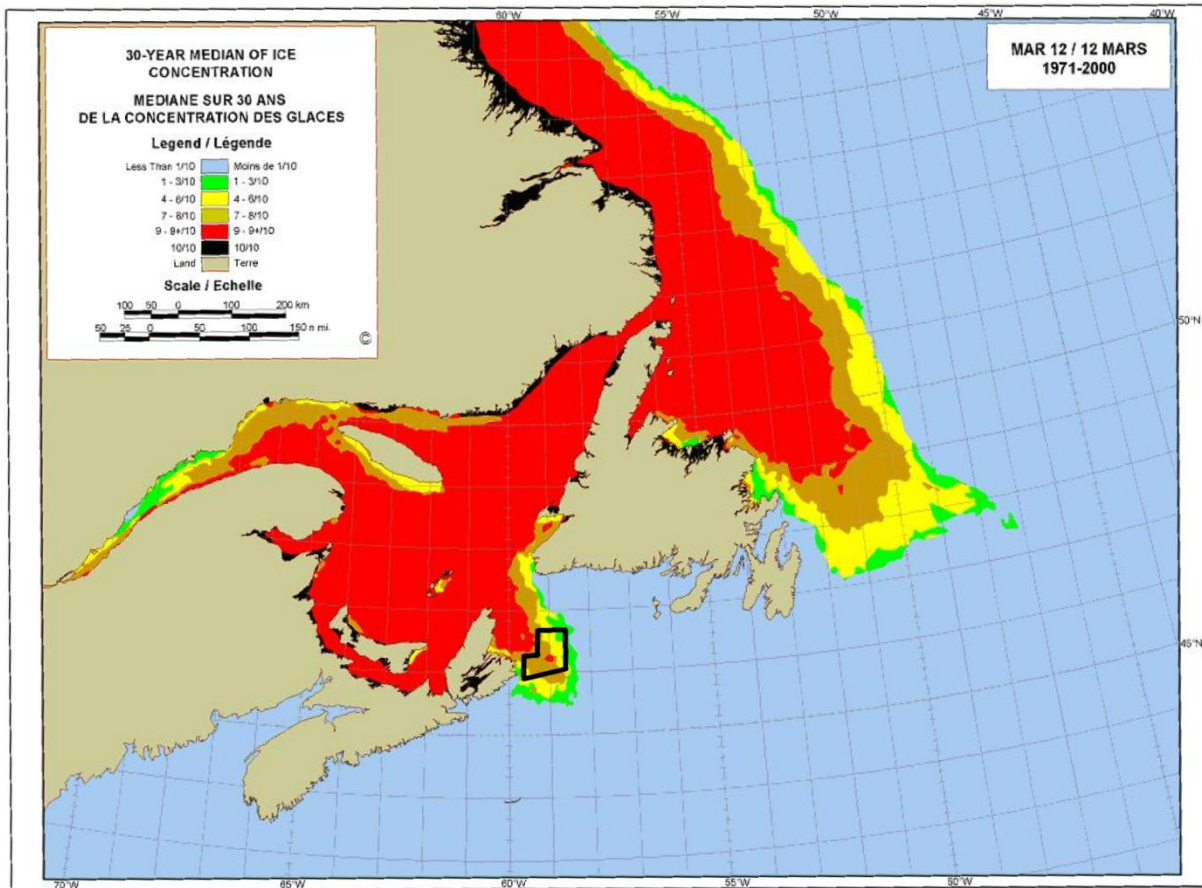 60°W 55°W 50°W 45°W 40°W
30-YEAR MEDIAN OF ICE
CONCENTRATION
MEDIANE SUR 30 ANS
DE LA CONCENTRATION DES GLACES
Legend / Légende
Less Than 1/10 Moins de 1/10
1 - 3/10 1 - 3/10
4 - 6/10 4 - 6/10
7 - 8/10 7 - 8/10
9 - 9+/10 9 - 9+/10
10/10 10/10
Land Terre
Scale / Echelle
100 50 0 100 200 km
50 25 0 50 100 150 n mi.
©
MAR 12 / 12 MARS
1971-2000
50°N
45°N
70°W 65°W 60°W 55°W 50°W